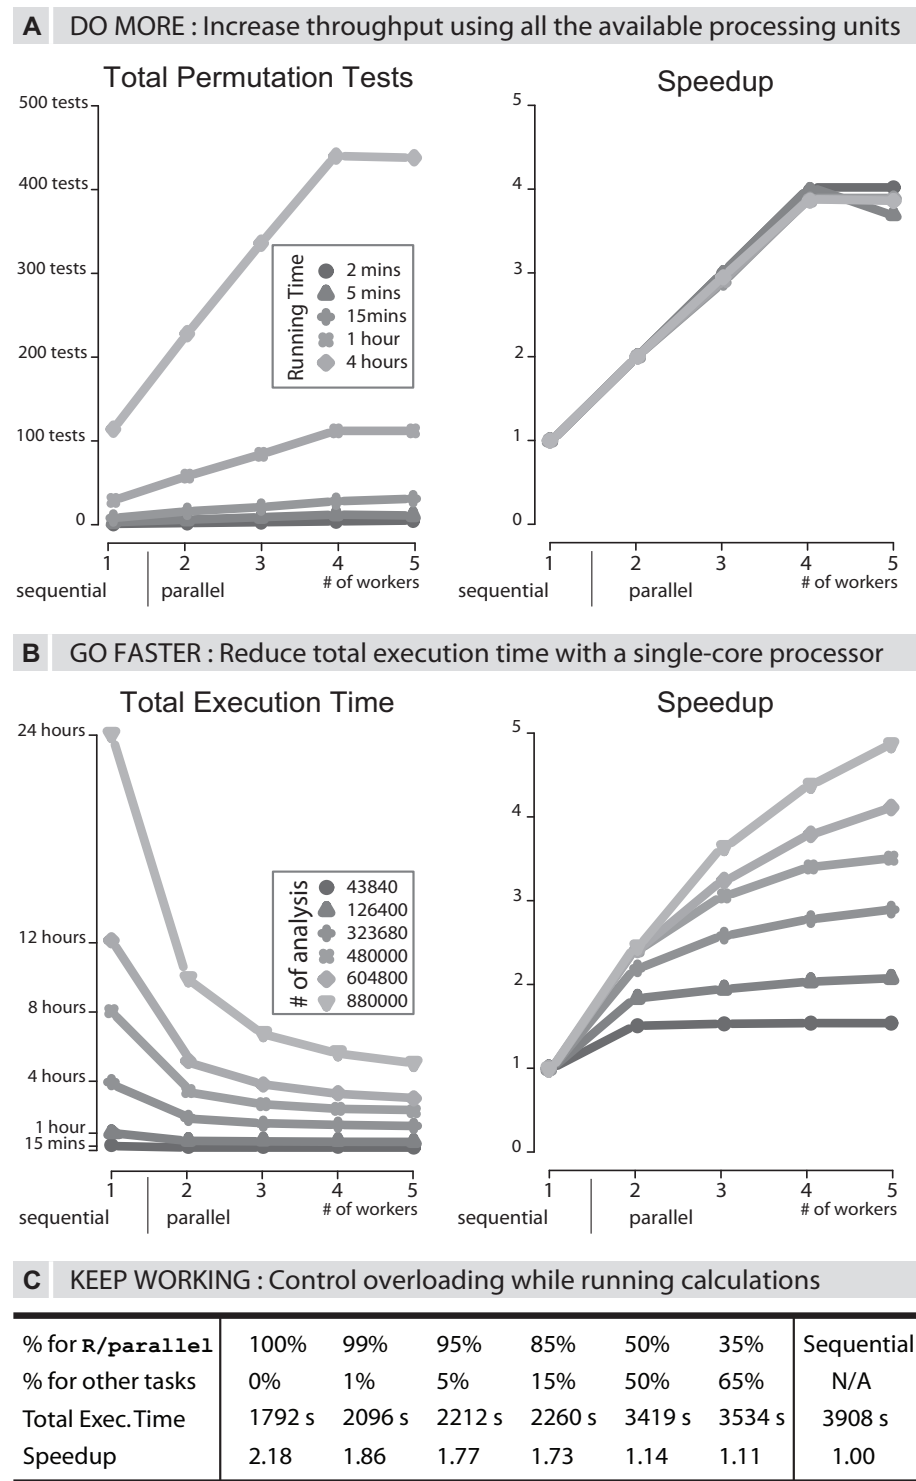 A DO MORE : Increase throughput using all the available processing units
Total Permutation Tests
500 tests
400 tests
300 tests
200 tests
100 tests
0
Running Time
2 mins
5 mins
15mins
1 hour
4 hours
1 2 3 4 5
# of workers
sequential parallel
Speedup
5
4
3
2
1
0
1 2 3 4 5
# of workers
sequential parallel
B GO FASTER : Reduce total execution time with a single-core processor
Total Execution Time
24 hours
12 hours
8 hours
4 hours
1 hour
15 mins
# of analysis
43840
126400
323680
480000
604800
880000
1 2 3 4 5
# of workers
sequential parallel
Speedup
5
4
3
2
1
0
1 2 3 4 5
# of workers
sequential parallel
C KEEP WORKING : Control overloading while running calculations
% for R/parallel 100% 99% 95% 85% 50% 35% Sequential
% for other tasks 0% 1% 5% 15% 50% 65% N/A
Total Exec.Time 1792 s 2096 s 2212 s 2260 s 3419 s 3534 s 3908 s
Speedup 2.18 1.86 1.77 1.73 1.14 1.11 1.00